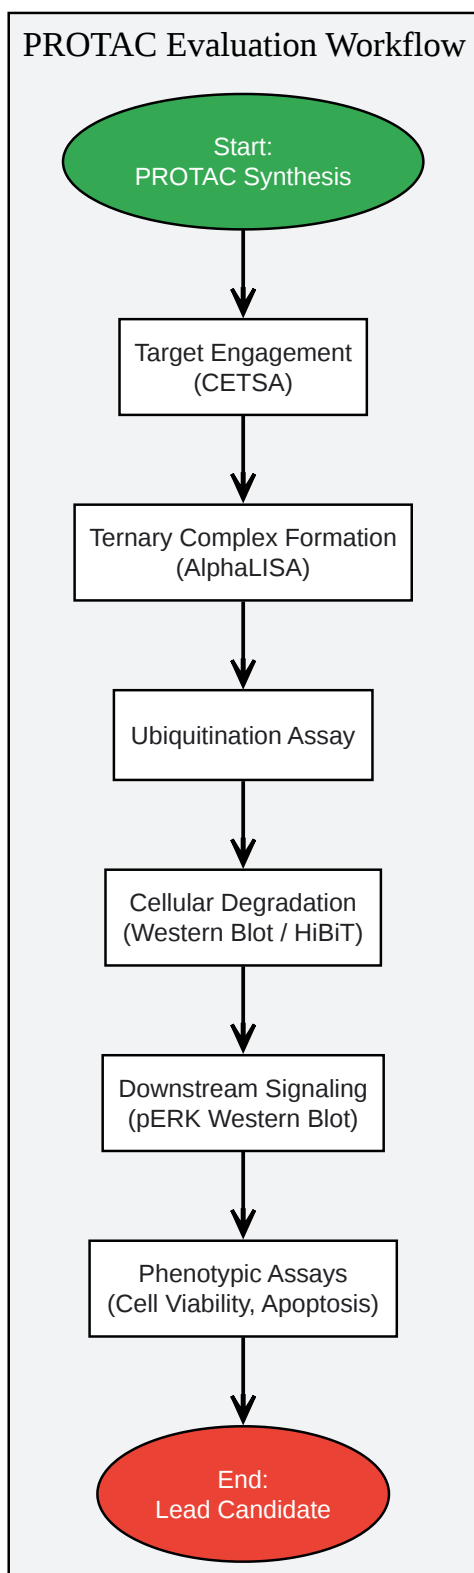 PROTAC Evaluation Workflow
Start:
PROTAC Synthesis
Target Engagement
(CETSA)
Ternary Complex Formation
(AlphaLISA)
Ubiquitination Assay
Cellular Degradation
(Western Blot / HiBiT)
Downstream Signaling
(pERK Western Blot)
Phenotypic Assays
(Cell Viability, Apoptosis)
End:
Lead Candidate